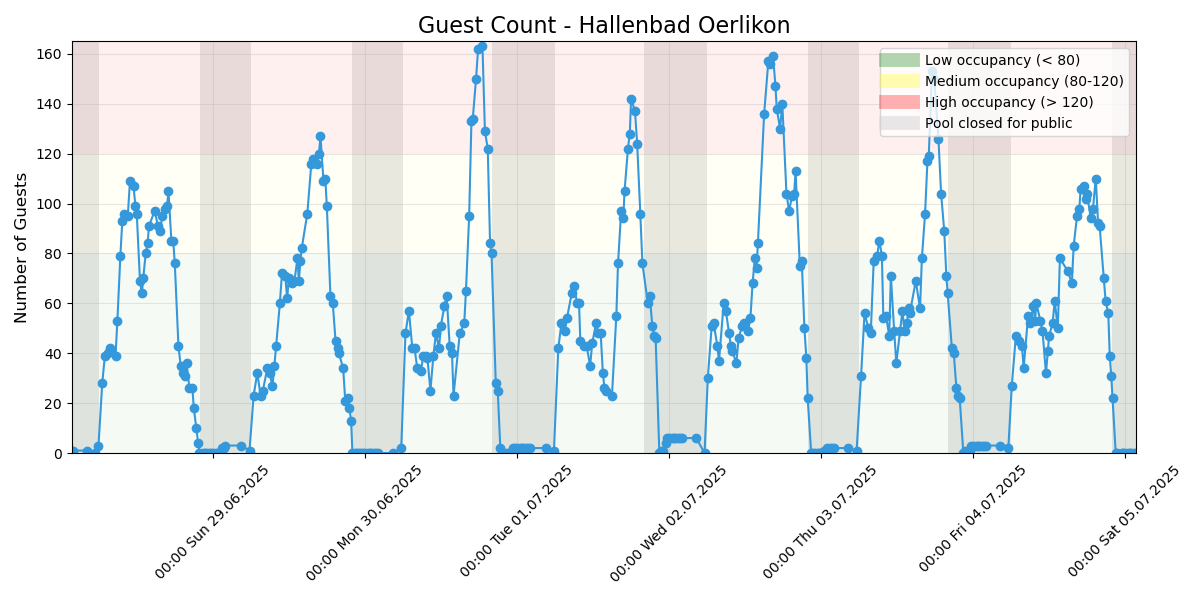 Guest Count - Hallenbad Oerlikon
Number of Guests
160
140
120
100
80
60
40
20
0
Low occupancy (< 80)
Medium occupancy (80-120)
High occupancy (> 120)
Pool closed for public
00:00 Sun 29.06.2025
00:00 Mon 30.06.2025
00:00 Tue 01.07.2025
00:00 Wed 02.07.2025
00:00 Thu 03.07.2025
00:00 Fri 04.07.2025
00:00 Sat 05.07.2025